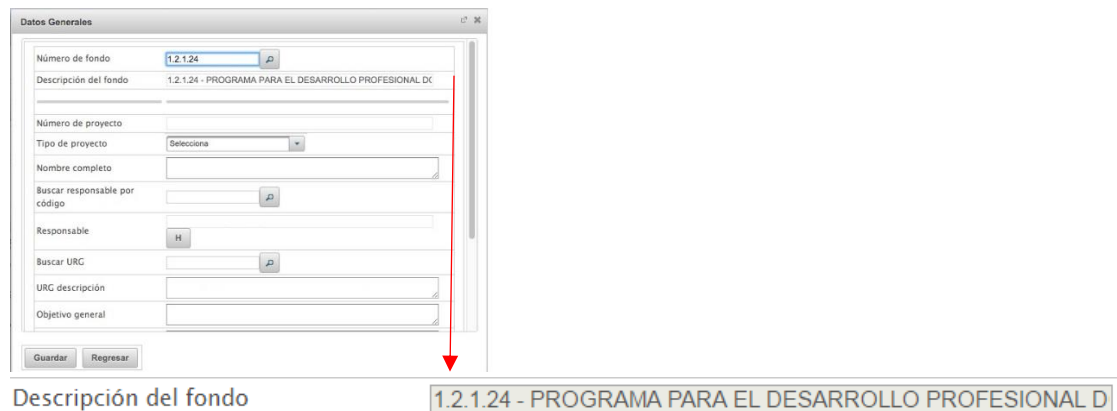 Datos Generales
Número de fondo 1.2.1.24
Descripción del fondo 1.2.1.24 - PROGRAMA PARA EL DESARROLLO PROFESIONAL DO
Número de proyecto
Tipo de proyecto Selecciona
Nombre completo
Buscar responsable por
código
Responsable
H
Buscar URG
URG descripción
Objetivo general
Guardar Regresar
Descripción del fondo 1.2.1.24 - PROGRAMA PARA EL DESARROLLO PROFESIONAL D